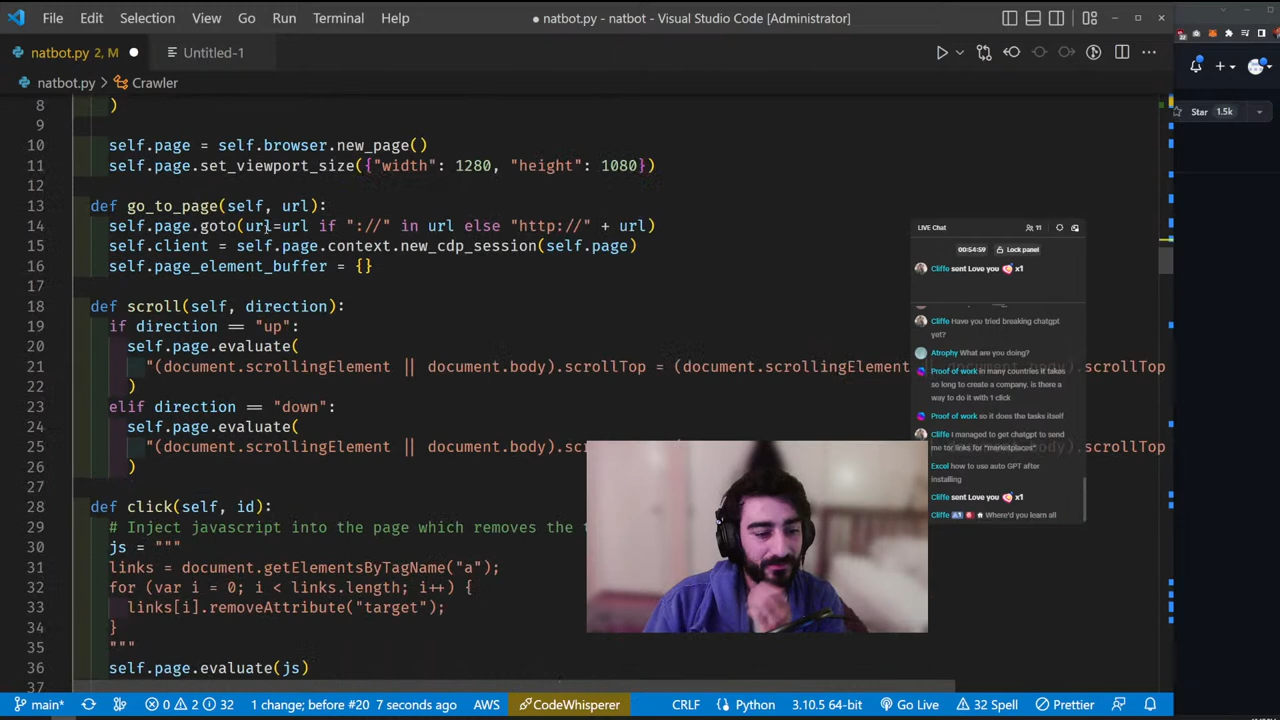 File Edit Selection View Go Run Terminal Help
● natbot.py - natbot - Visual Studio Code [Administrator]
natbot.py 2, M ●
Untitled-1
natbot.py > Crawler
8 )
9
10 self.page = self.browser.new_page()
11 self.page.set_viewport_size({"width": 1280, "height": 1080})
12
13 def go_to_page(self, url):
14 self.page.goto(url=url if "://" in url else "http://" + url)
15 self.client = self.page.context.new_cdp_session(self.page)
16 self.page_element_buffer = {}
17
18 def scroll(self, direction):
19 if direction == "up":
20 self.page.evaluate(
21 "(document.scrollingElement || document.body).scrollTop = (document.scrollingElement || document.body).scrollTop
22 )
23 elif direction == "down":
24 self.page.evaluate(
25 "(document.scrollingElement || document.body).scr body).scrollTop
26 )
27
28 def click(self, id):
29 # Inject javascript into the page which removes the t
30 js = """
31 links = document.getElementsByTagName("a");
32 for (var i = 0; i < links.length; i++) {
33 links[i].removeAttribute("target");
34 }
35 """
36 self.page.evaluate(js)
37
Star 1.5k
LIVE Chat 11
00:54:59 Lock panel
Cliffe sent Love you x1
Cliffe Have you tried breaking chatgpt
yet?
Atrophy What are you doing?
Proof of work in many countries it takes
so long to create a company. is there a
way to do it with 1 click
Proof of work so it does the tasks itself
Cliffe I managed to get chatgpt to send
me tor links for "marketplaces"
Excel how to use auto GPT after
installing
Cliffe sent Love you x1
Cliffe Where'd you learn all
main* 0 2 32 1 change; before #20 7 seconds ago AWS CodeWhisperer CRLF Python 3.10.5 64-bit Go Live 32 Spell Prettier